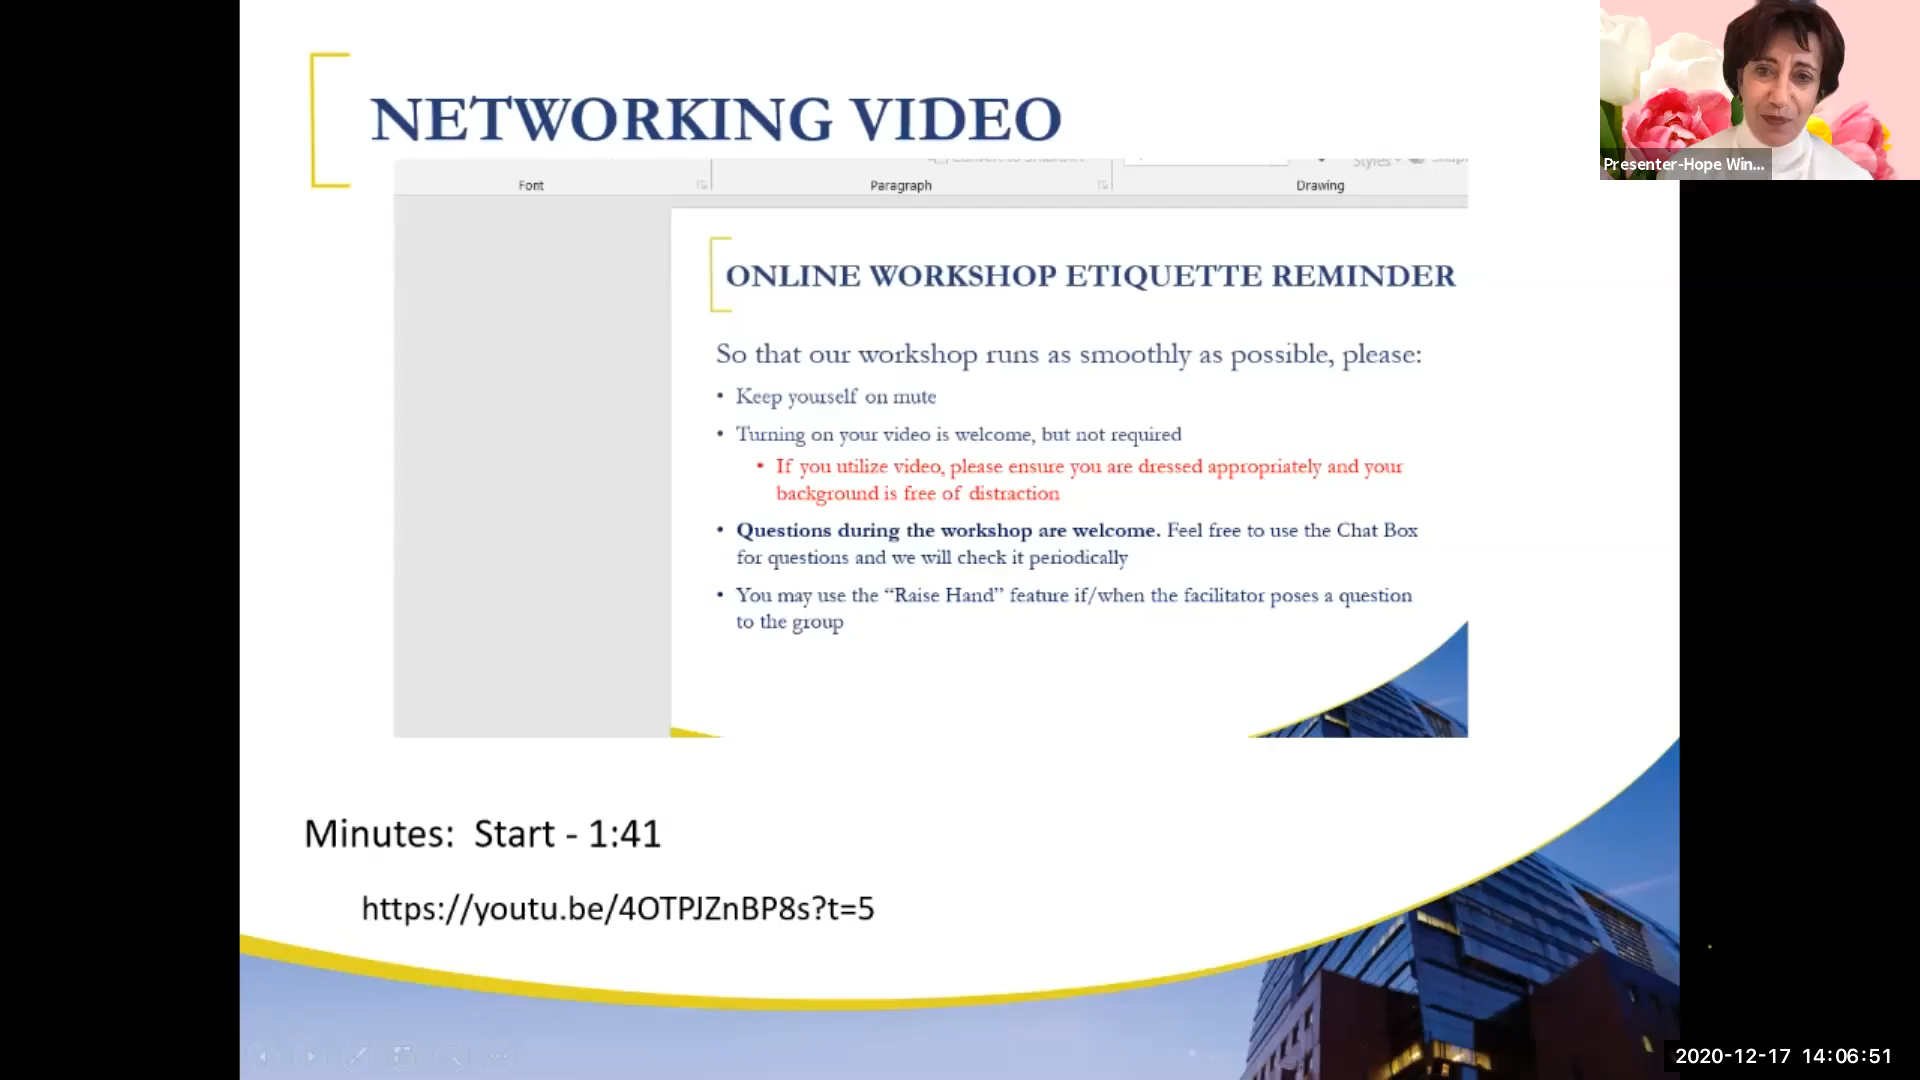 NETWORKING VIDEO
Presenter-Hope Win...
Styles
Font
Paragraph
Drawing
ONLINE WORKSHOP ETIQUETTE REMINDER
So that our workshop runs as smoothly as possible, please:
• Keep yourself on mute
• Turning on your video is welcome, but not required
• If you utilize video, please ensure you are dressed appropriately and your
background is free of distraction
• Questions during the workshop are welcome. Feel free to use the Chat Box
for questions and we will check it periodically
• You may use the “Raise Hand” feature if/when the facilitator poses a question
to the group
Minutes:  Start - 1:41
https://youtu.be/4OTPJZnBP8s?t=5
2020-12-17 14:06:51